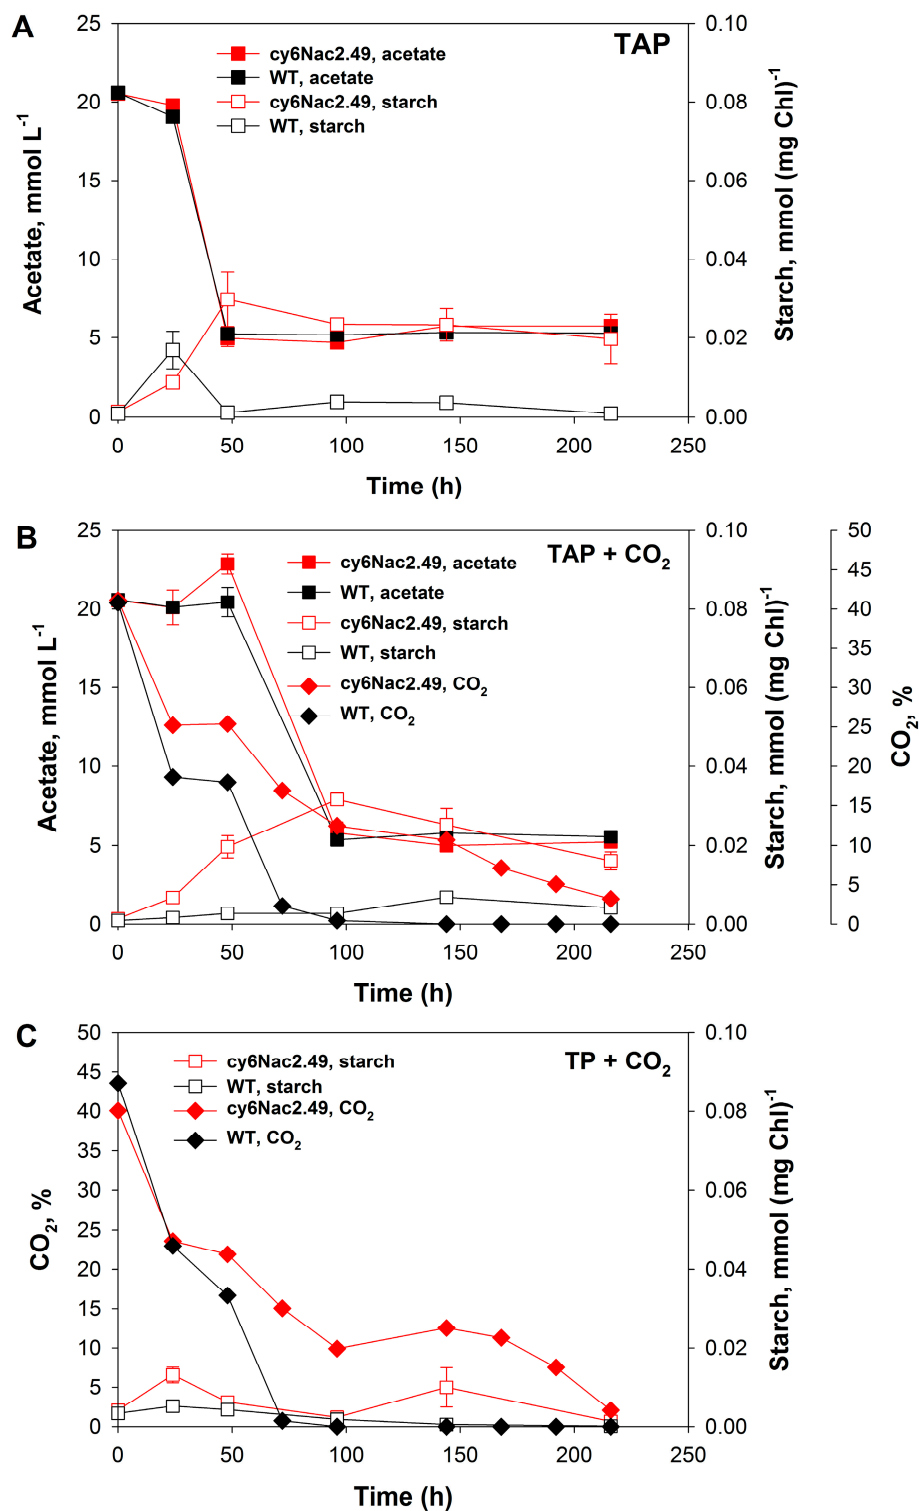 A
TAP
cy6Nac2.49, acetate
WT, acetate
cy6Nac2.49, starch
WT, starch
25
20
15
10
5
0
Acetate, mmol L⁻¹
0.10
0.08
0.06
0.04
0.02
0.00
Starch, mmol (mg Chl)⁻¹
0 50 100 150 200 250
Time (h)
B
TAP + CO₂
cy6Nac2.49, acetate
WT, acetate
cy6Nac2.49, starch
WT, starch
cy6Nac2.49, CO₂
WT, CO₂
25
20
15
10
5
0
Acetate, mmol L⁻¹
0.10
0.08
0.06
0.04
0.02
0.00
Starch, mmol (mg Chl)⁻¹
50
45
40
35
30
25
20
15
10
5
0
CO₂, %
0 50 100 150 200 250
Time (h)
C
TP + CO₂
cy6Nac2.49, starch
WT, starch
cy6Nac2.49, CO₂
WT, CO₂
50
45
40
35
30
25
20
15
10
5
0
CO₂, %
0.10
0.08
0.06
0.04
0.02
0.00
Starch, mmol (mg Chl)⁻¹
0 50 100 150 200 250
Time (h)